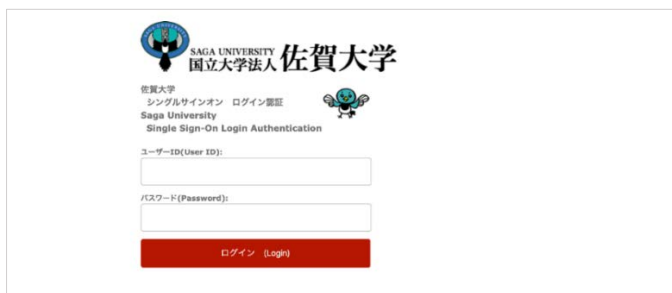 SAGA UNIVERSITY
国立大学法人 佐賀大学
佐賀大学
シングルサインオン ログイン認証
Saga University
Single Sign-On Login Authentication
ユーザーID(User ID):
パスワード(Password):
ログイン (Login)